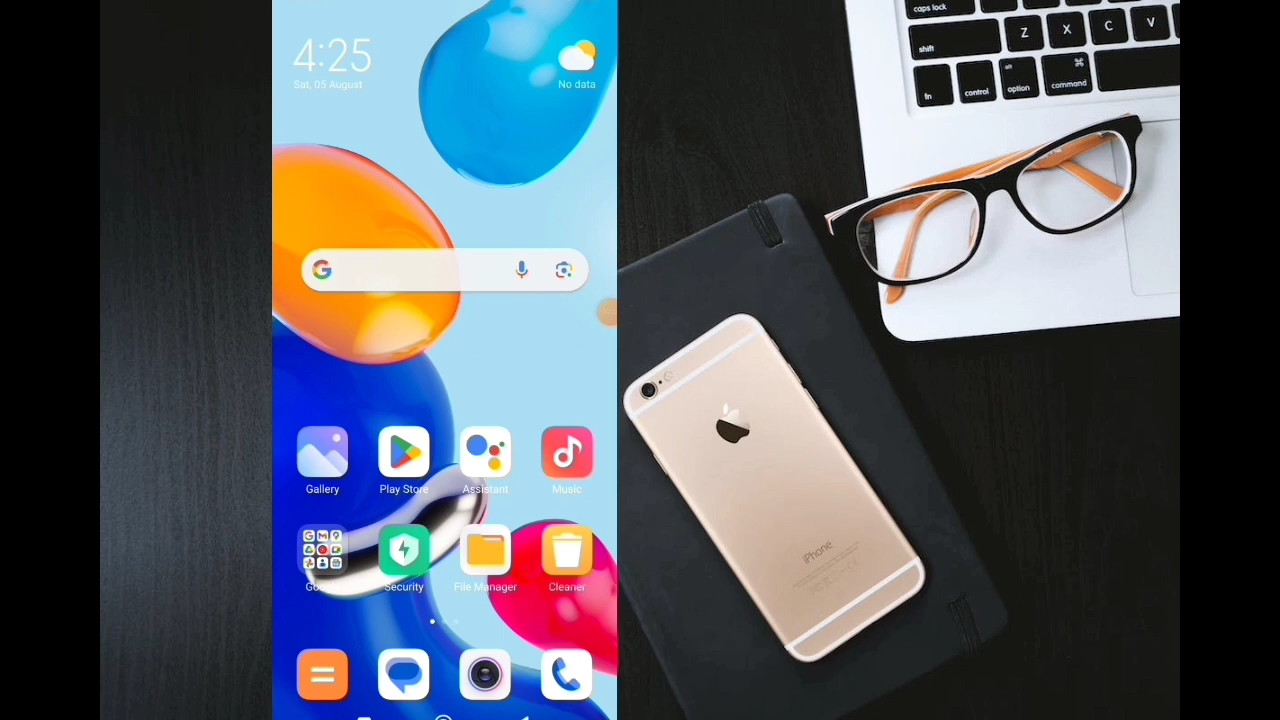 4:25
Sat, 05 August
No data
Gallery
Play Store
Assistant
Music
Security
File Manager
Cleaner
caps lock
shift
Z
X
C
V
fn
control
alt
option
⌘
command
iPhone